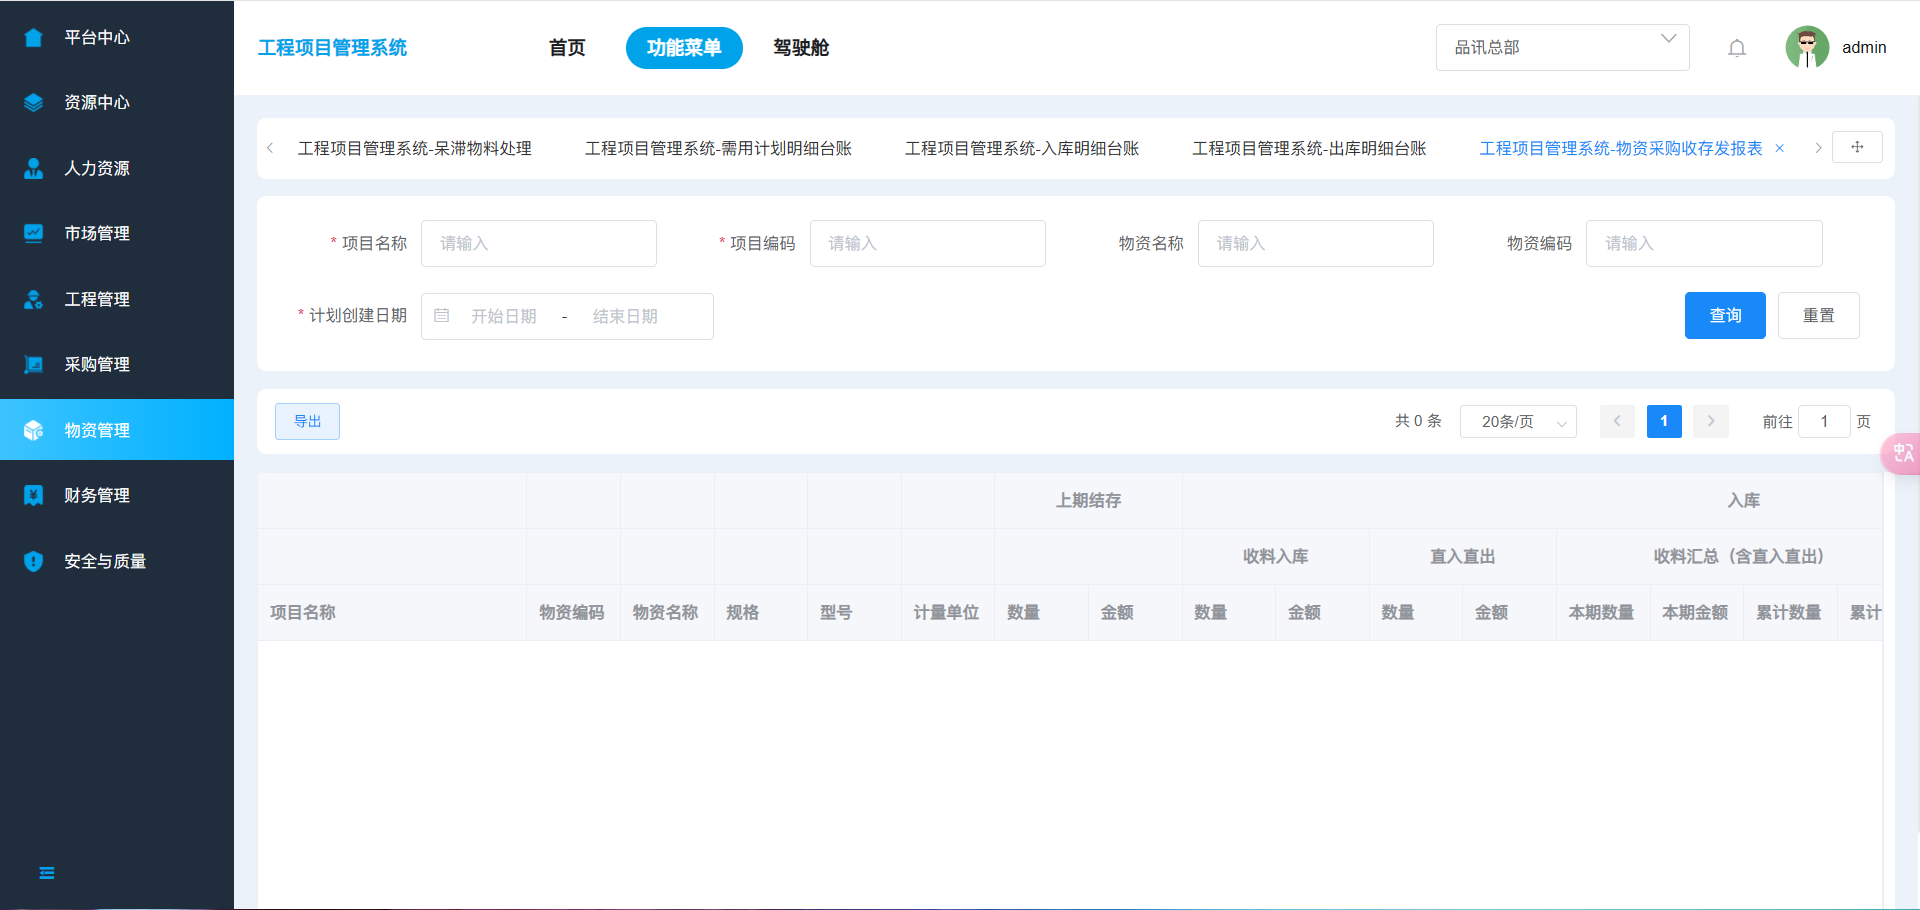 平台中心
资源中心
人力资源
市场管理
工程管理
采购管理
物资管理
财务管理
安全与质量
工程项目管理系统
首页
功能菜单
驾驶舱
品讯总部
admin
工程项目管理系统-呆滞物料处理
工程项目管理系统-需用计划明细台账
工程项目管理系统-入库明细台账
工程项目管理系统-出库明细台账
工程项目管理系统-物资采购收存发报表 ×
* 项目名称 请输入
* 项目编码 请输入
物资名称 请输入
物资编码 请输入
* 计划创建日期 开始日期 - 结束日期
查询
重置
导出
共 0 条
20条/页
1
前往 1 页
中A
上期结存
入库
收料入库
直入直出
收料汇总（含直入直出）
项目名称
物资编码
物资名称
规格
型号
计量单位
数量
金额
数量
金额
数量
金额
本期数量
本期金额
累计数量
累计